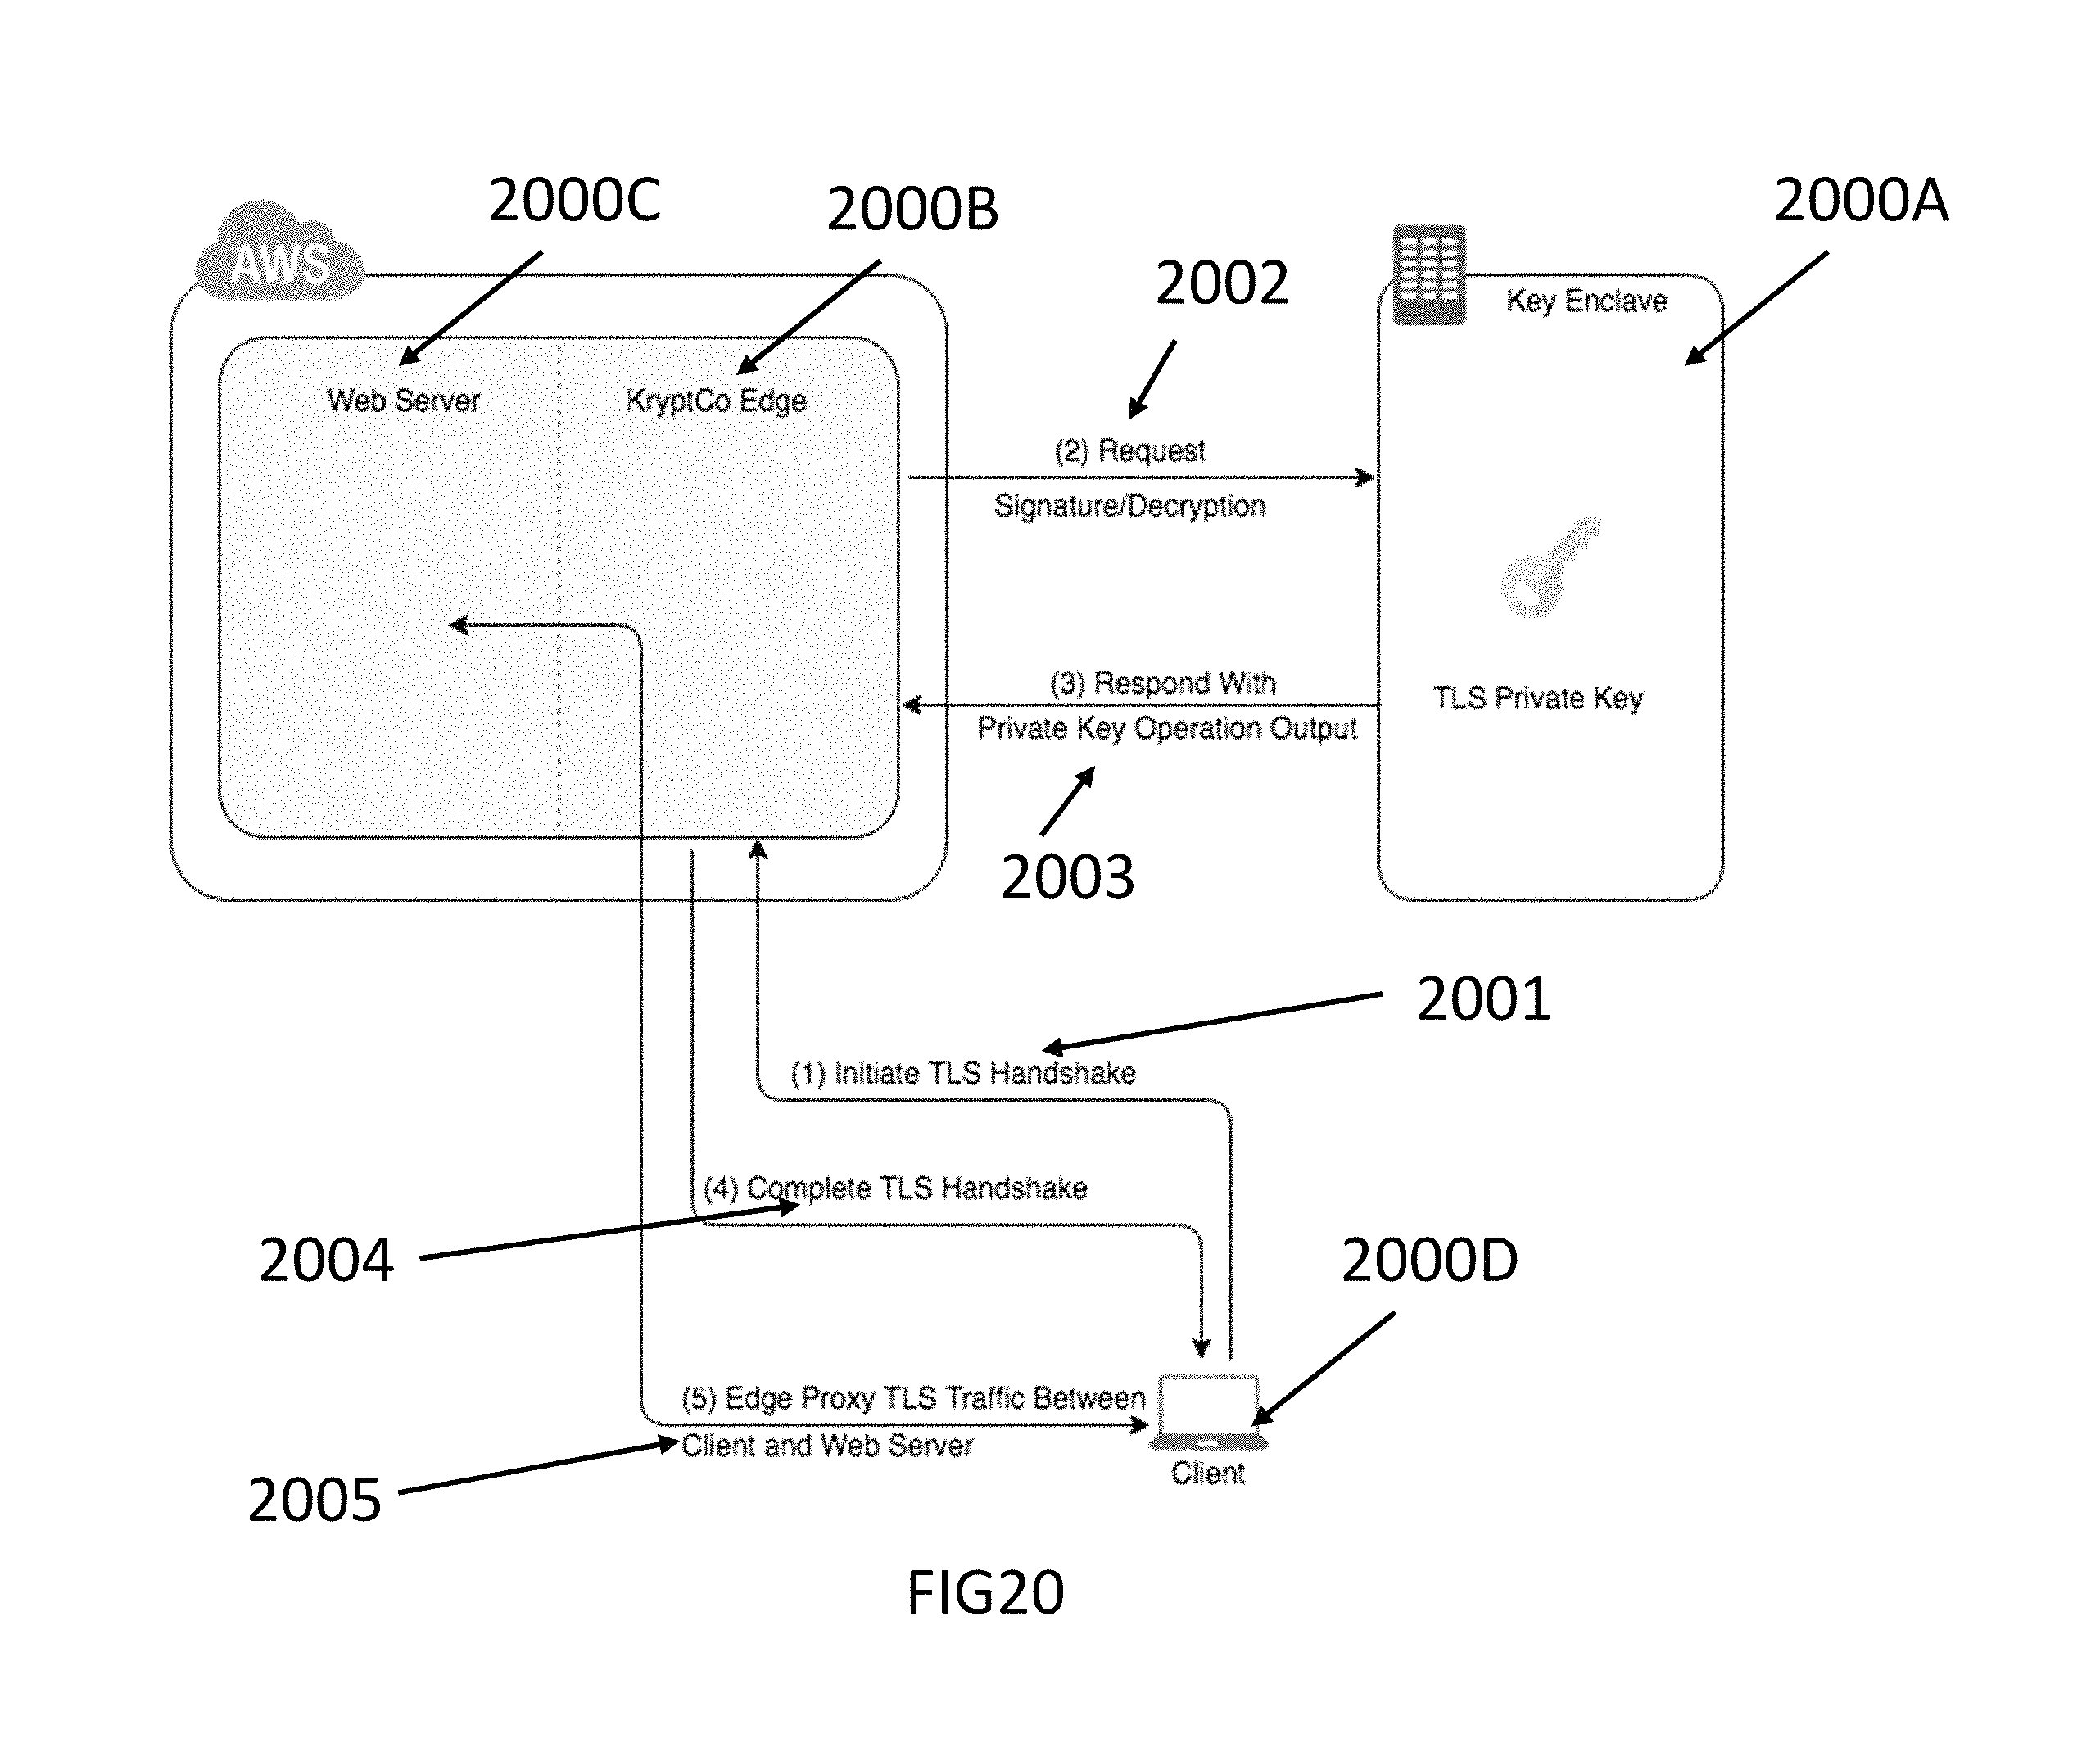 2000C
2000B
2000A
AWS
2002
Key Enclave
Web Server
KryptCo Edge
(2) Request
Signature/Decryption
(3) Respond With
Private Key Operation Output
TLS Private Key
2003
2001
(1) Initiate TLS Handshake
(4) Complete TLS Handshake
2004
2000D
(5) Edge Proxy TLS Traffic Between
Client and Web Server
Client
2005
FIG20